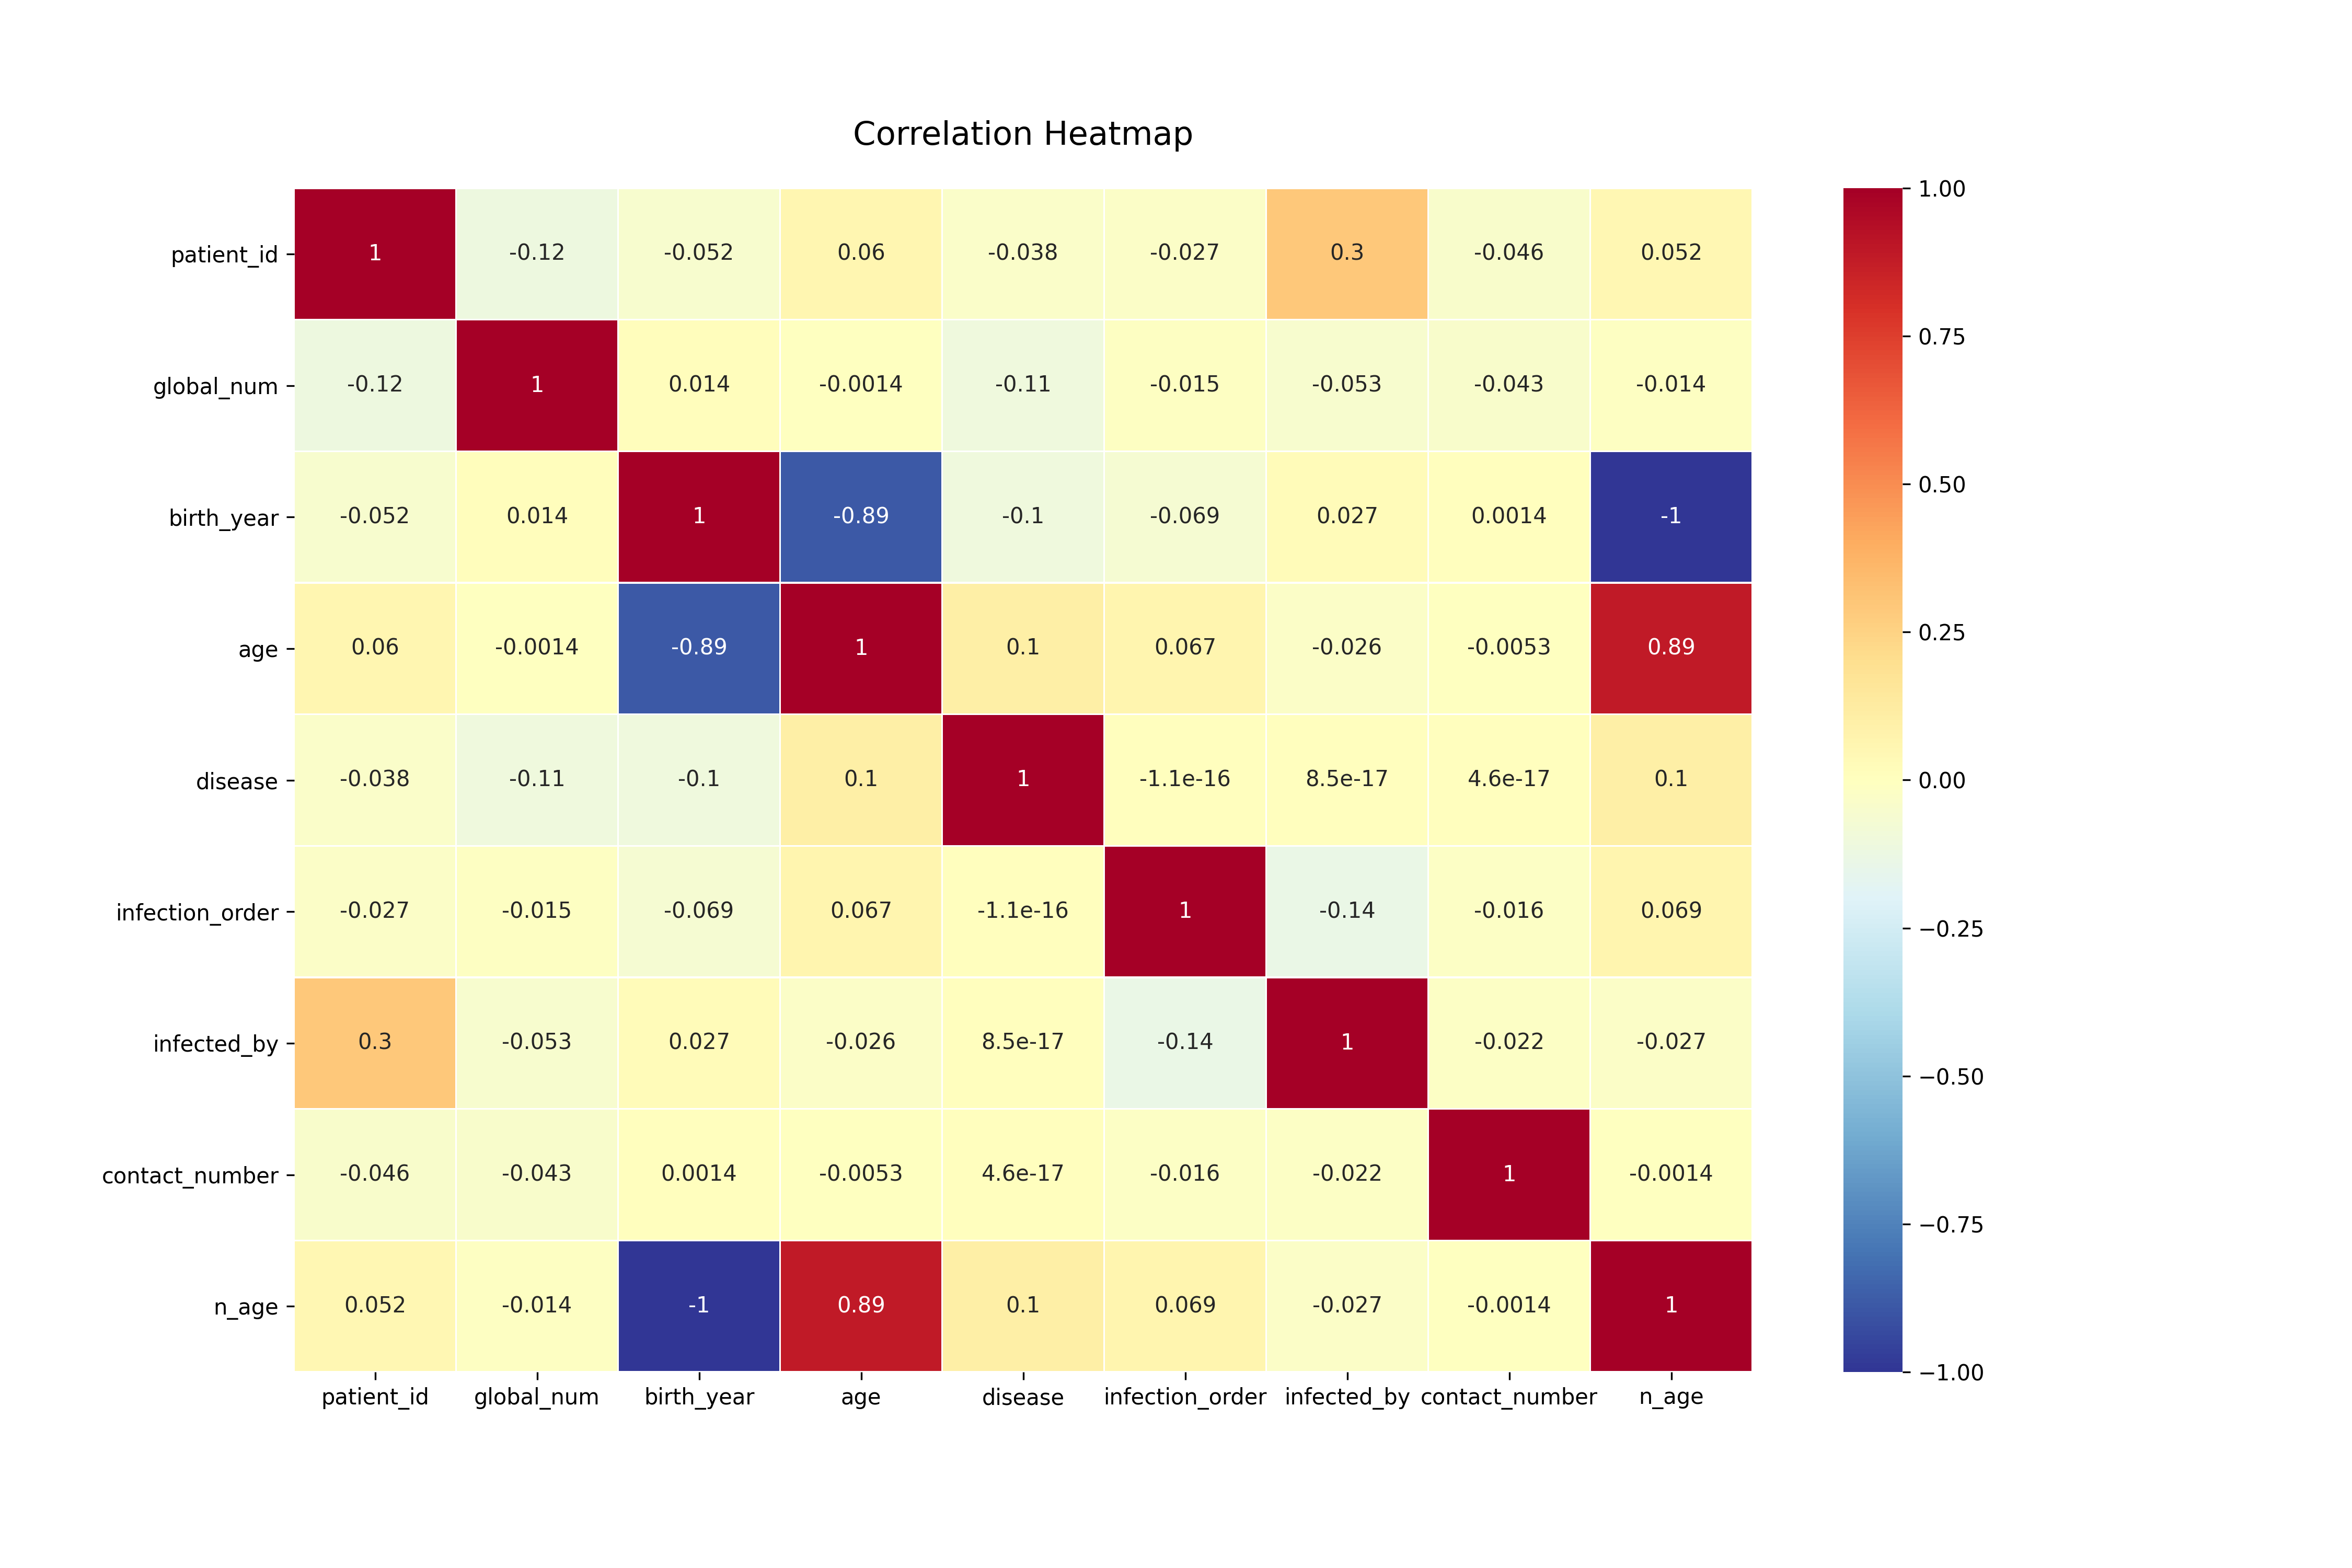 Correlation Heatmap
patient_id 1 -0.12 -0.052 0.06 -0.038 -0.027 0.3 -0.046 0.052
global_num -0.12 1 0.014 -0.0014 -0.11 -0.015 -0.053 -0.043 -0.014
birth_year -0.052 0.014 1 -0.89 -0.1 -0.069 0.027 0.0014 -1
age 0.06 -0.0014 -0.89 1 0.1 0.067 -0.026 -0.0053 0.89
disease -0.038 -0.11 -0.1 0.1 1 -1.1e-16 8.5e-17 4.6e-17 0.1
infection_order -0.027 -0.015 -0.069 0.067 -1.1e-16 1 -0.14 -0.016 0.069
infected_by 0.3 -0.053 0.027 -0.026 8.5e-17 -0.14 1 -0.022 -0.027
contact_number -0.046 -0.043 0.0014 -0.0053 4.6e-17 -0.016 -0.022 1 -0.0014
n_age 0.052 -0.014 -1 0.89 0.1 0.069 -0.027 -0.0014 1
patient_id global_num birth_year age disease infection_order infected_by contact_number n_age
1.00
0.75
0.50
0.25
0.00
−0.25
−0.50
−0.75
−1.00